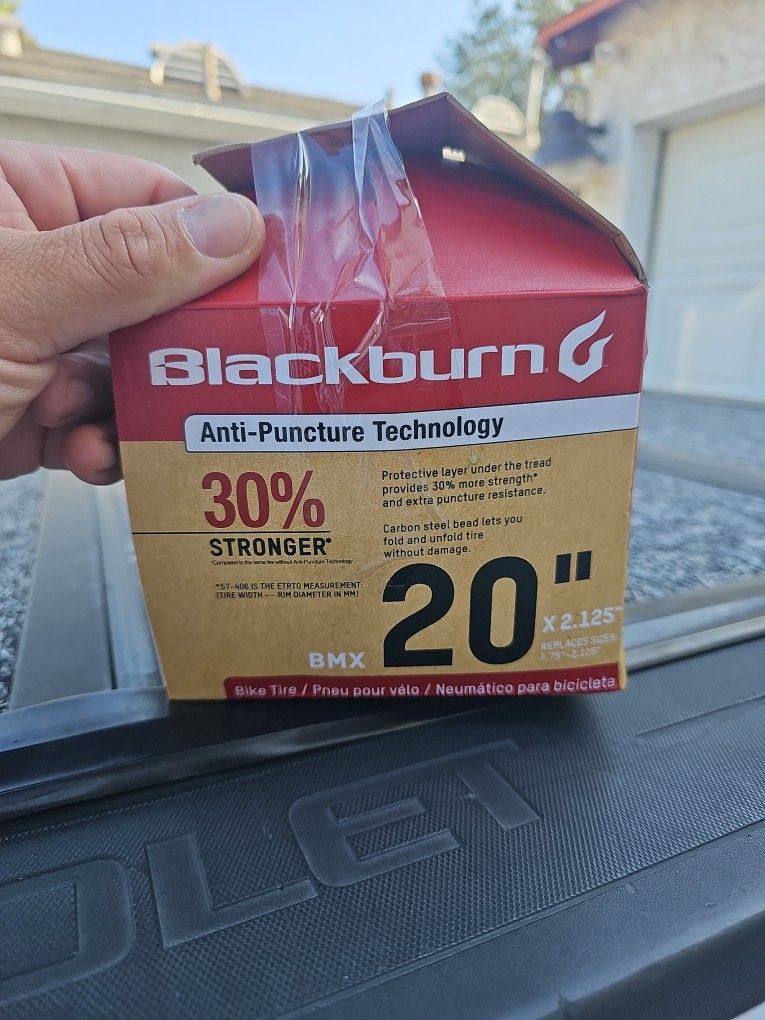 Blackburn
Anti-Puncture Technology
30%
STRONGER*
*Compared to the same tire without Anti-Puncture Technology
Protective layer under the tread
provides 30% more strength*
and extra puncture resistance.
Carbon steel bead lets you
fold and unfold tire
without damage.
*57-406 IS THE ETRTO MEASUREMENT:
(TIRE WIDTH -- RIM DIAMETER IN MM)
BMX
20"
X 2.125"
REPLACES SIZES:
1.75"-2.125"
Bike Tire / Pneu pour vélo / Neumático para bicicleta
OLET